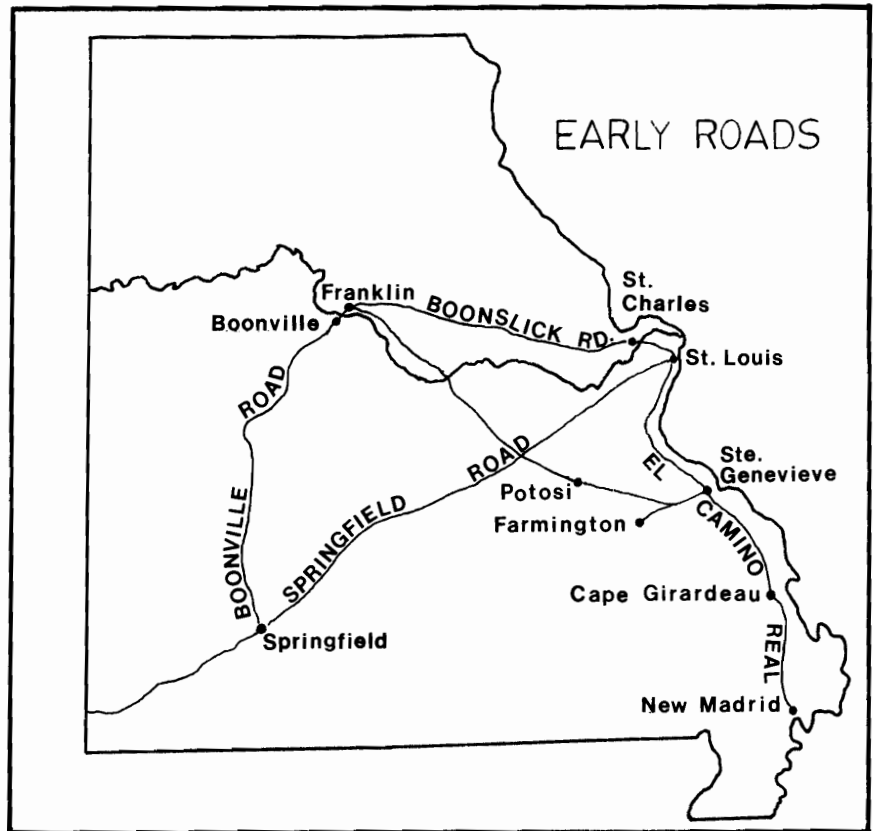 EARLY ROADS
St.
Charles
Franklin
BOONSLICK RD.
Boonville
St. Louis
ROAD
BOONVILLE
SPRINGFIELD ROAD
EL
CAMINO
REAL
Ste.
Genevieve
Potosi
Farmington
Cape Girardeau
Springfield
New Madrid